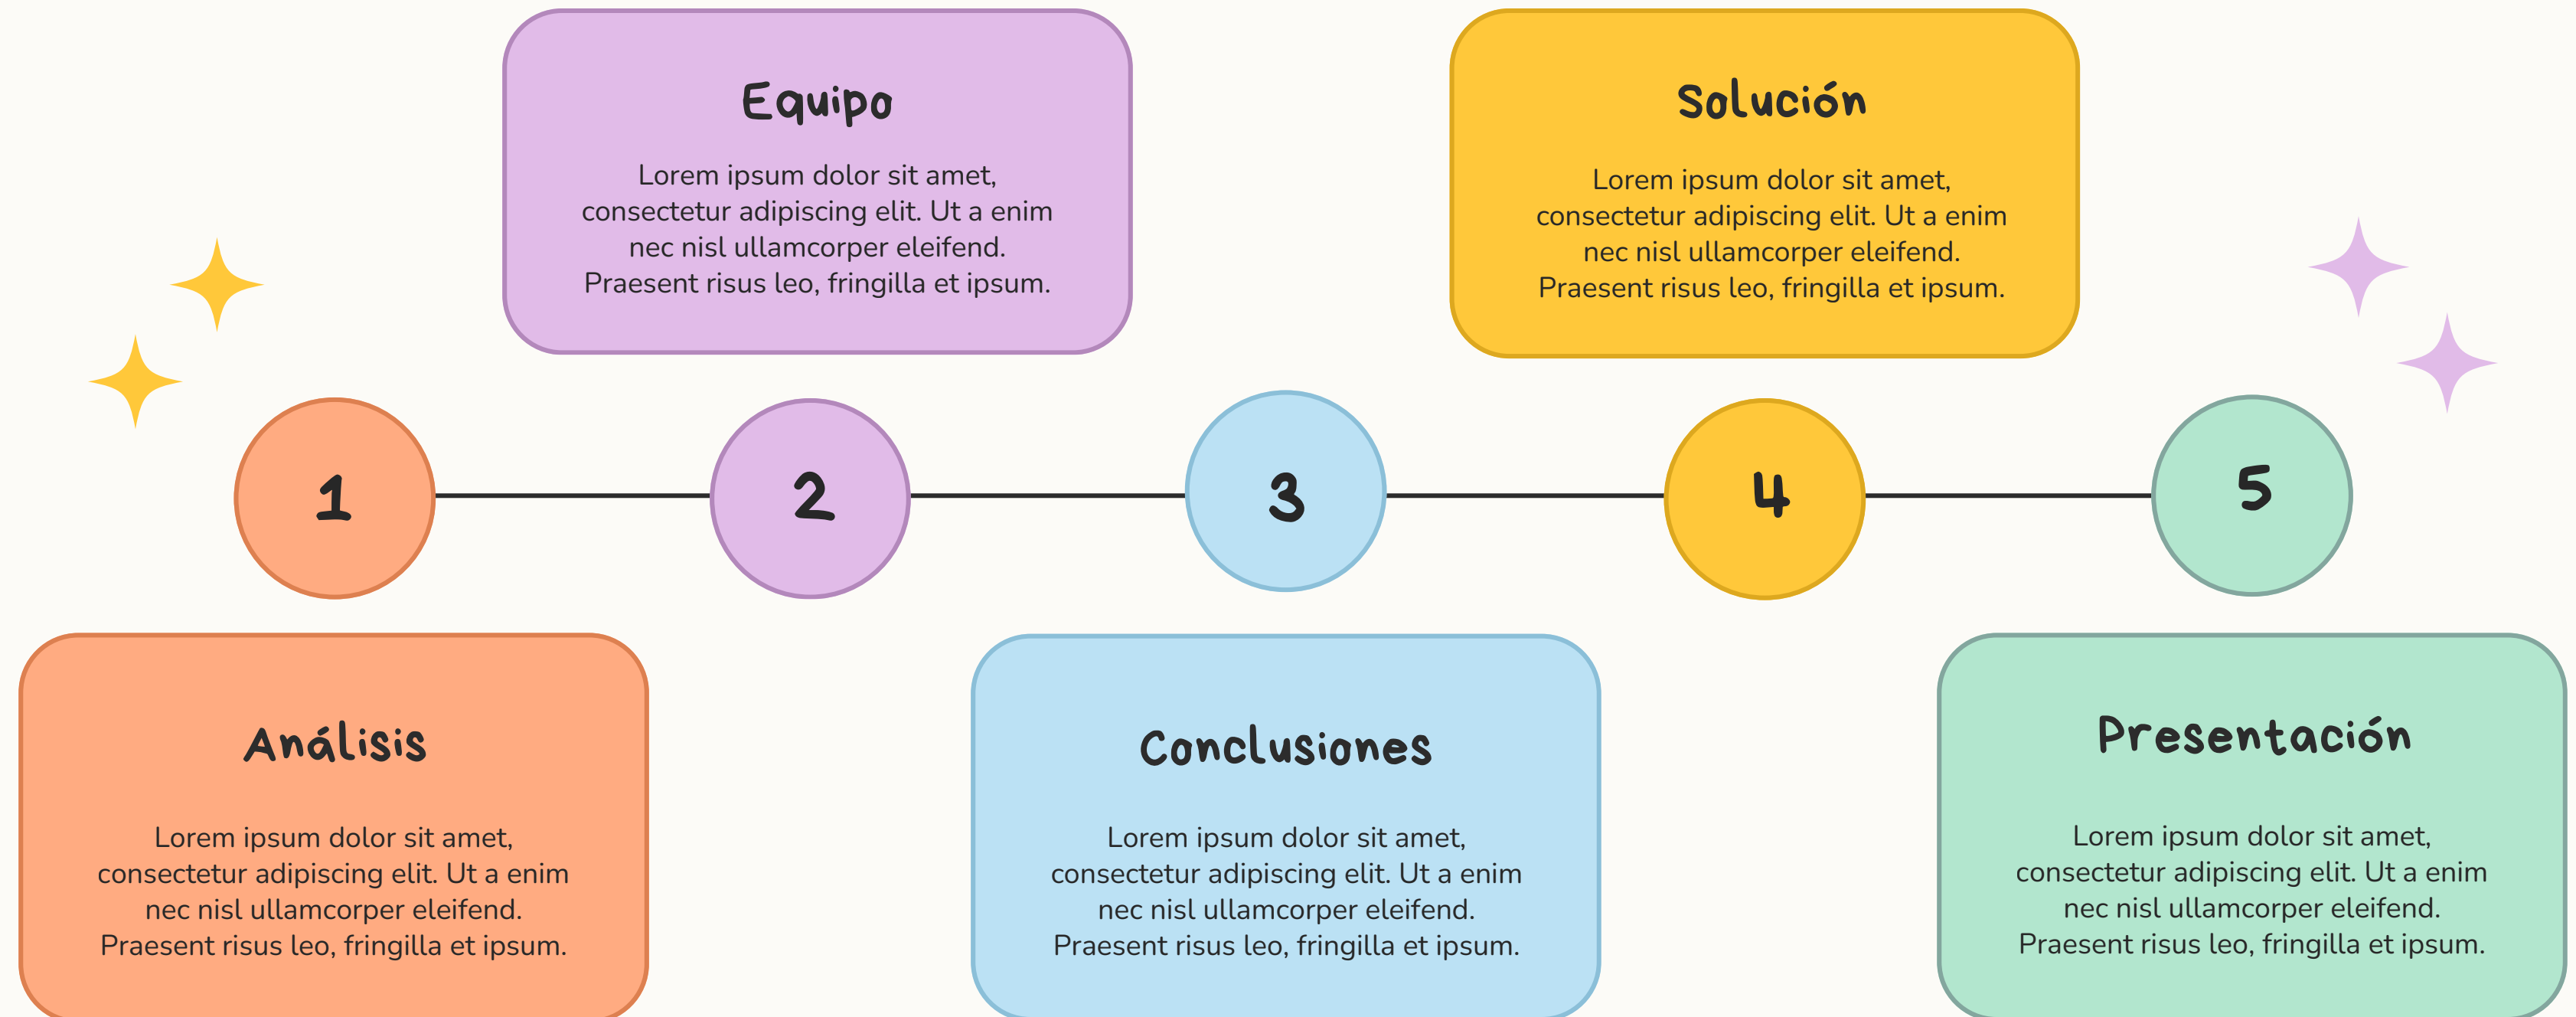 Equipo
Lorem ipsum dolor sit amet,
consectetur adipiscing elit. Ut a enim
nec nisl ullamcorper eleifend.
Praesent risus leo, fringilla et ipsum.
Solución
Lorem ipsum dolor sit amet,
consectetur adipiscing elit. Ut a enim
nec nisl ullamcorper eleifend.
Praesent risus leo, fringilla et ipsum.
1
2
3
4
5
Análisis
Lorem ipsum dolor sit amet,
consectetur adipiscing elit. Ut a enim
nec nisl ullamcorper eleifend.
Praesent risus leo, fringilla et ipsum.
Conclusiones
Lorem ipsum dolor sit amet,
consectetur adipiscing elit. Ut a enim
nec nisl ullamcorper eleifend.
Praesent risus leo, fringilla et ipsum.
Presentación
Lorem ipsum dolor sit amet,
consectetur adipiscing elit. Ut a enim
nec nisl ullamcorper eleifend.
Praesent risus leo, fringilla et ipsum.